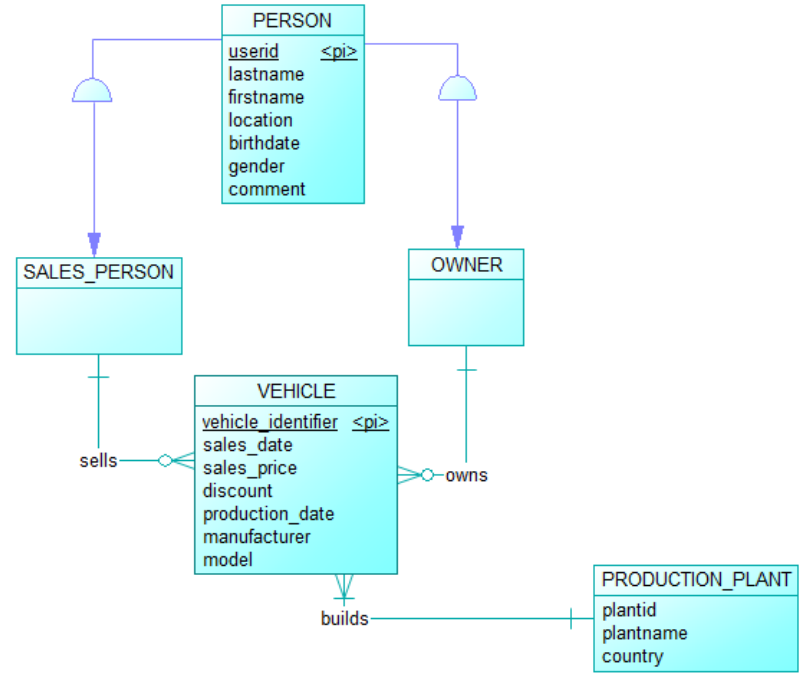 PERSON
userid <pi>
lastname
firstname
location
birthdate
gender
comment
SALES_PERSON
OWNER
VEHICLE
vehicle_identifier <pi>
sales_date
sales_price
discount
production_date
manufacturer
model
sells
owns
builds
PRODUCTION_PLANT
plantid
plantname
country